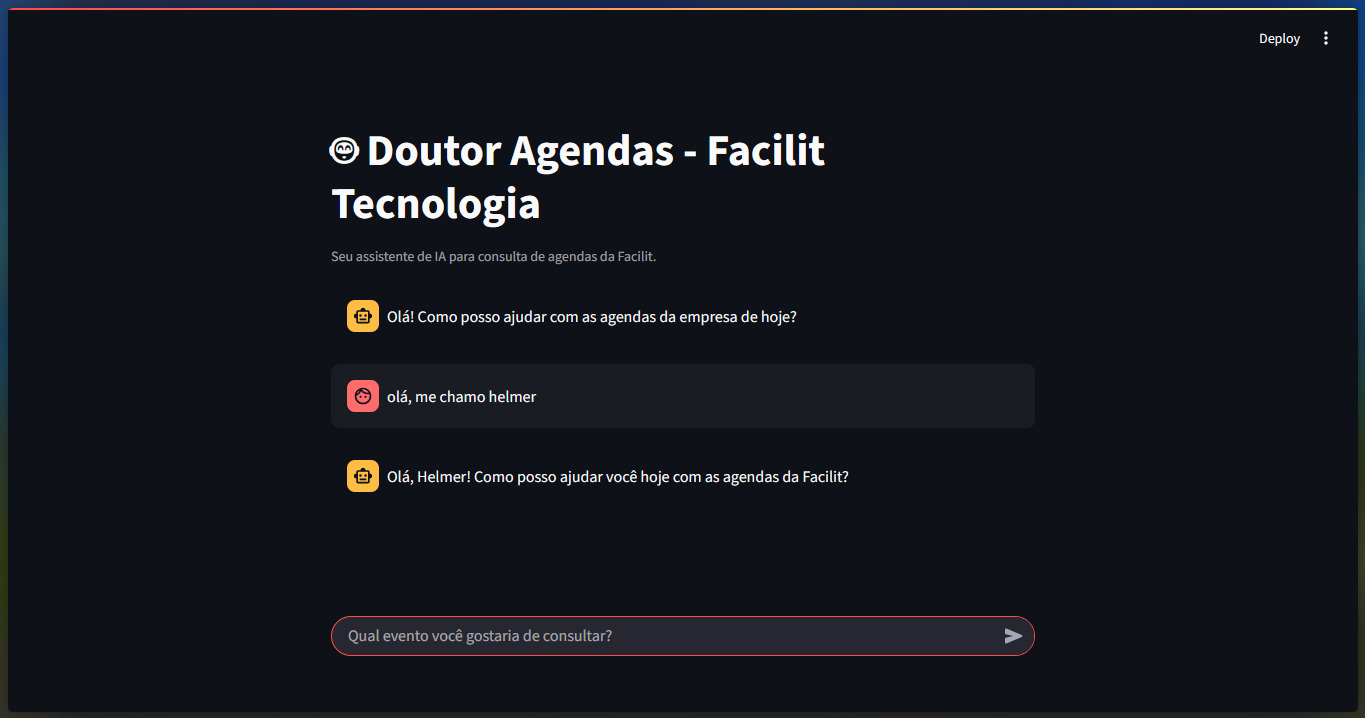 Deploy
Doutor Agendas - Facilit
Tecnologia
Seu assistente de IA para consulta de agendas da Facilit.
Olá! Como posso ajudar com as agendas da empresa de hoje?
olá, me chamo helmer
Olá, Helmer! Como posso ajudar você hoje com as agendas da Facilit?
Qual evento você gostaria de consultar?